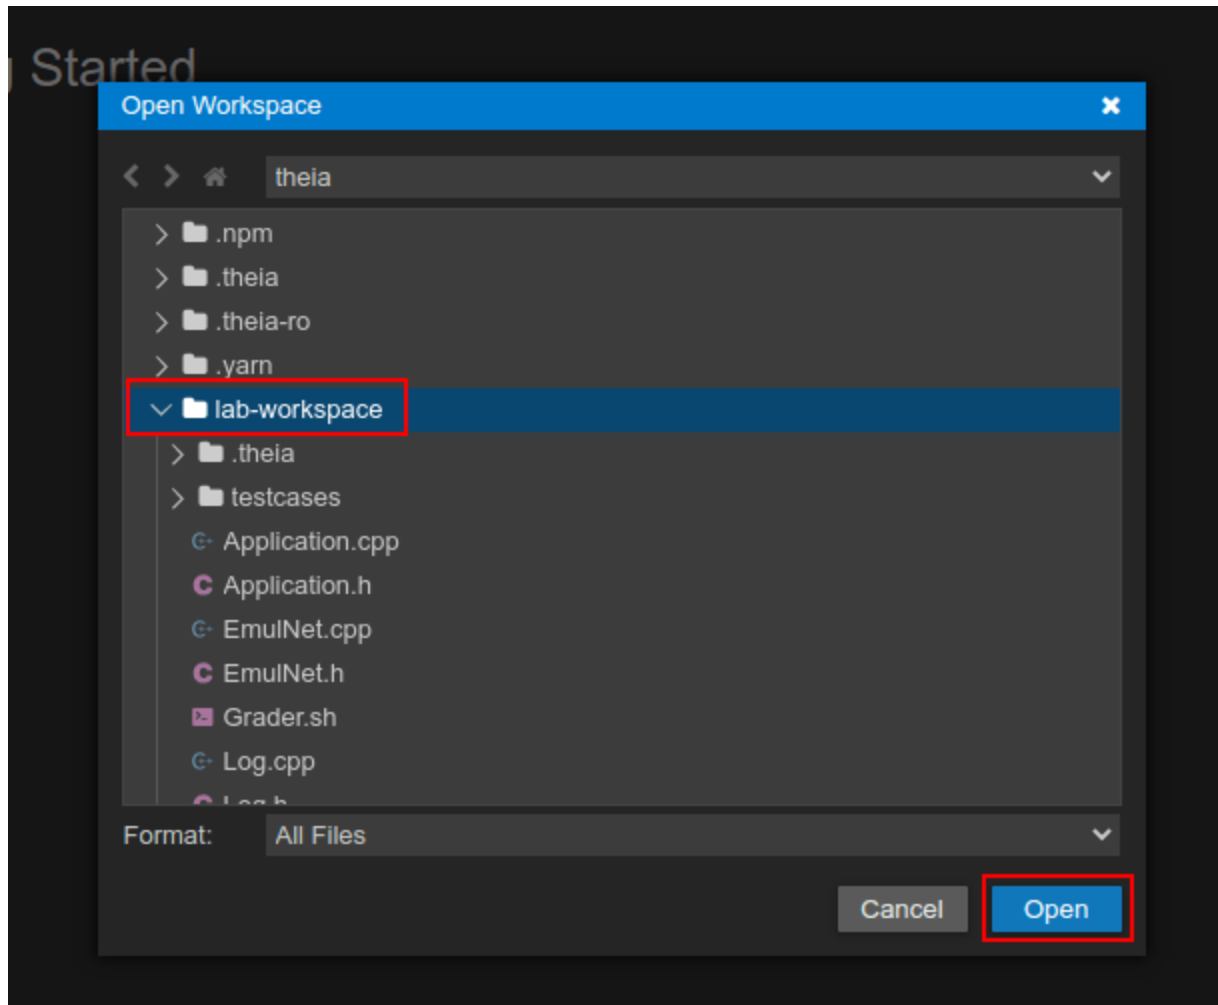 Started
Open Workspace
theia
.npm
.theia
.theia-ro
.yarn
lab-workspace
.theia
testcases
Application.cpp
Application.h
EmulNet.cpp
EmulNet.h
Grader.sh
Log.cpp
Log.h
Format: All Files
Cancel Open